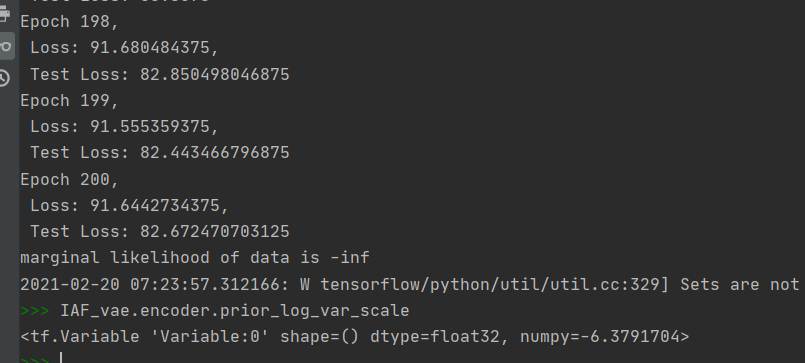 Epoch 198,
Loss: 91.680484375,
Test Loss: 82.850498046875
Epoch 199,
Loss: 91.555359375,
Test Loss: 82.443466796875
Epoch 200,
Loss: 91.6442734375,
Test Loss: 82.672470703125
marginal likelihood of data is -inf
2021-02-20 07:23:57.312166: W tensorflow/python/util/util.cc:329] Sets are not
>>> IAF_vae.encoder.prior_log_var_scale
<tf.Variable 'Variable:0' shape=() dtype=float32, numpy=-6.3791704>
>>>